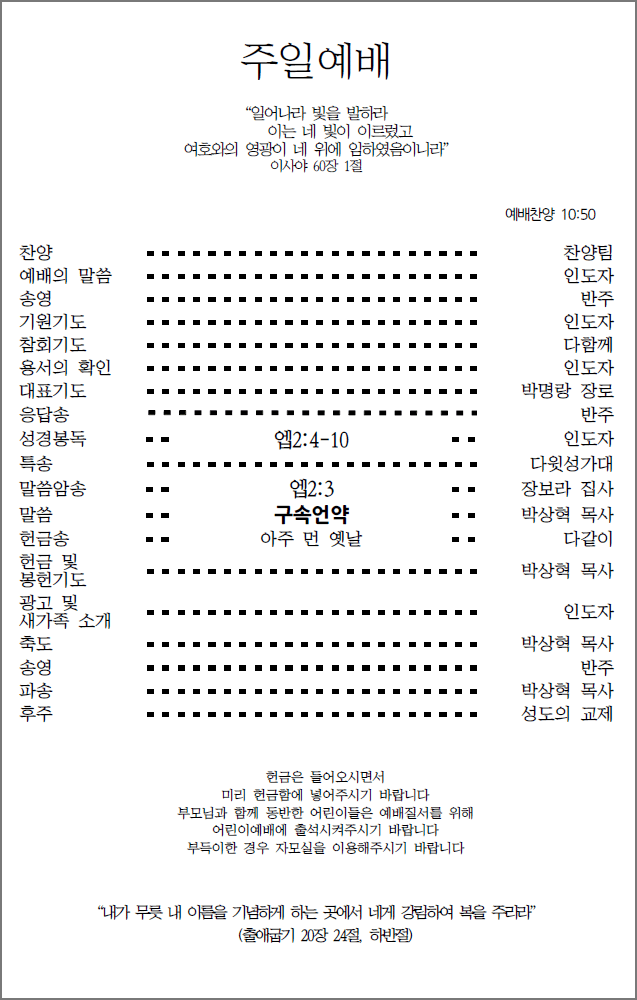 주일예배
“일어나라 빛을 발하라
이는 네 빛이 이르렀고
여호와의 영광이 네 위에 임하였음이니라”
이사야 60장 1절
예배찬양 10:50
찬양 찬양팀
예배의 말씀 인도자
송영 반주
기원기도 인도자
참회기도 다함께
용서의 확인 인도자
대표기도 박명랑 장로
응답송 반주
성경봉독 엡2:4-10 인도자
특송 다윗성가대
말씀암송 엡2:3 장보라 집사
말씀 구속언약 박상혁 목사
헌금송 아주 먼 옛날 다같이
헌금 및
봉헌기도 박상혁 목사
광고 및
새가족 소개 인도자
축도 박상혁 목사
송영 반주
파송 박상혁 목사
후주 성도의 교제
헌금은 들어오시면서
미리 헌금함에 넣어주시기 바랍니다
부모님과 함께 동반한 어린이들은 예배질서를 위해
어린이예배에 출석시켜주시기 바랍니다
부득이한 경우 자모실을 이용해주시기 바랍니다
“내가 무릇 내 이름을 기념하게 하는 곳에서 네게 강림하여 복을 주리라”
(출애굽기 20장 24절, 하반절)